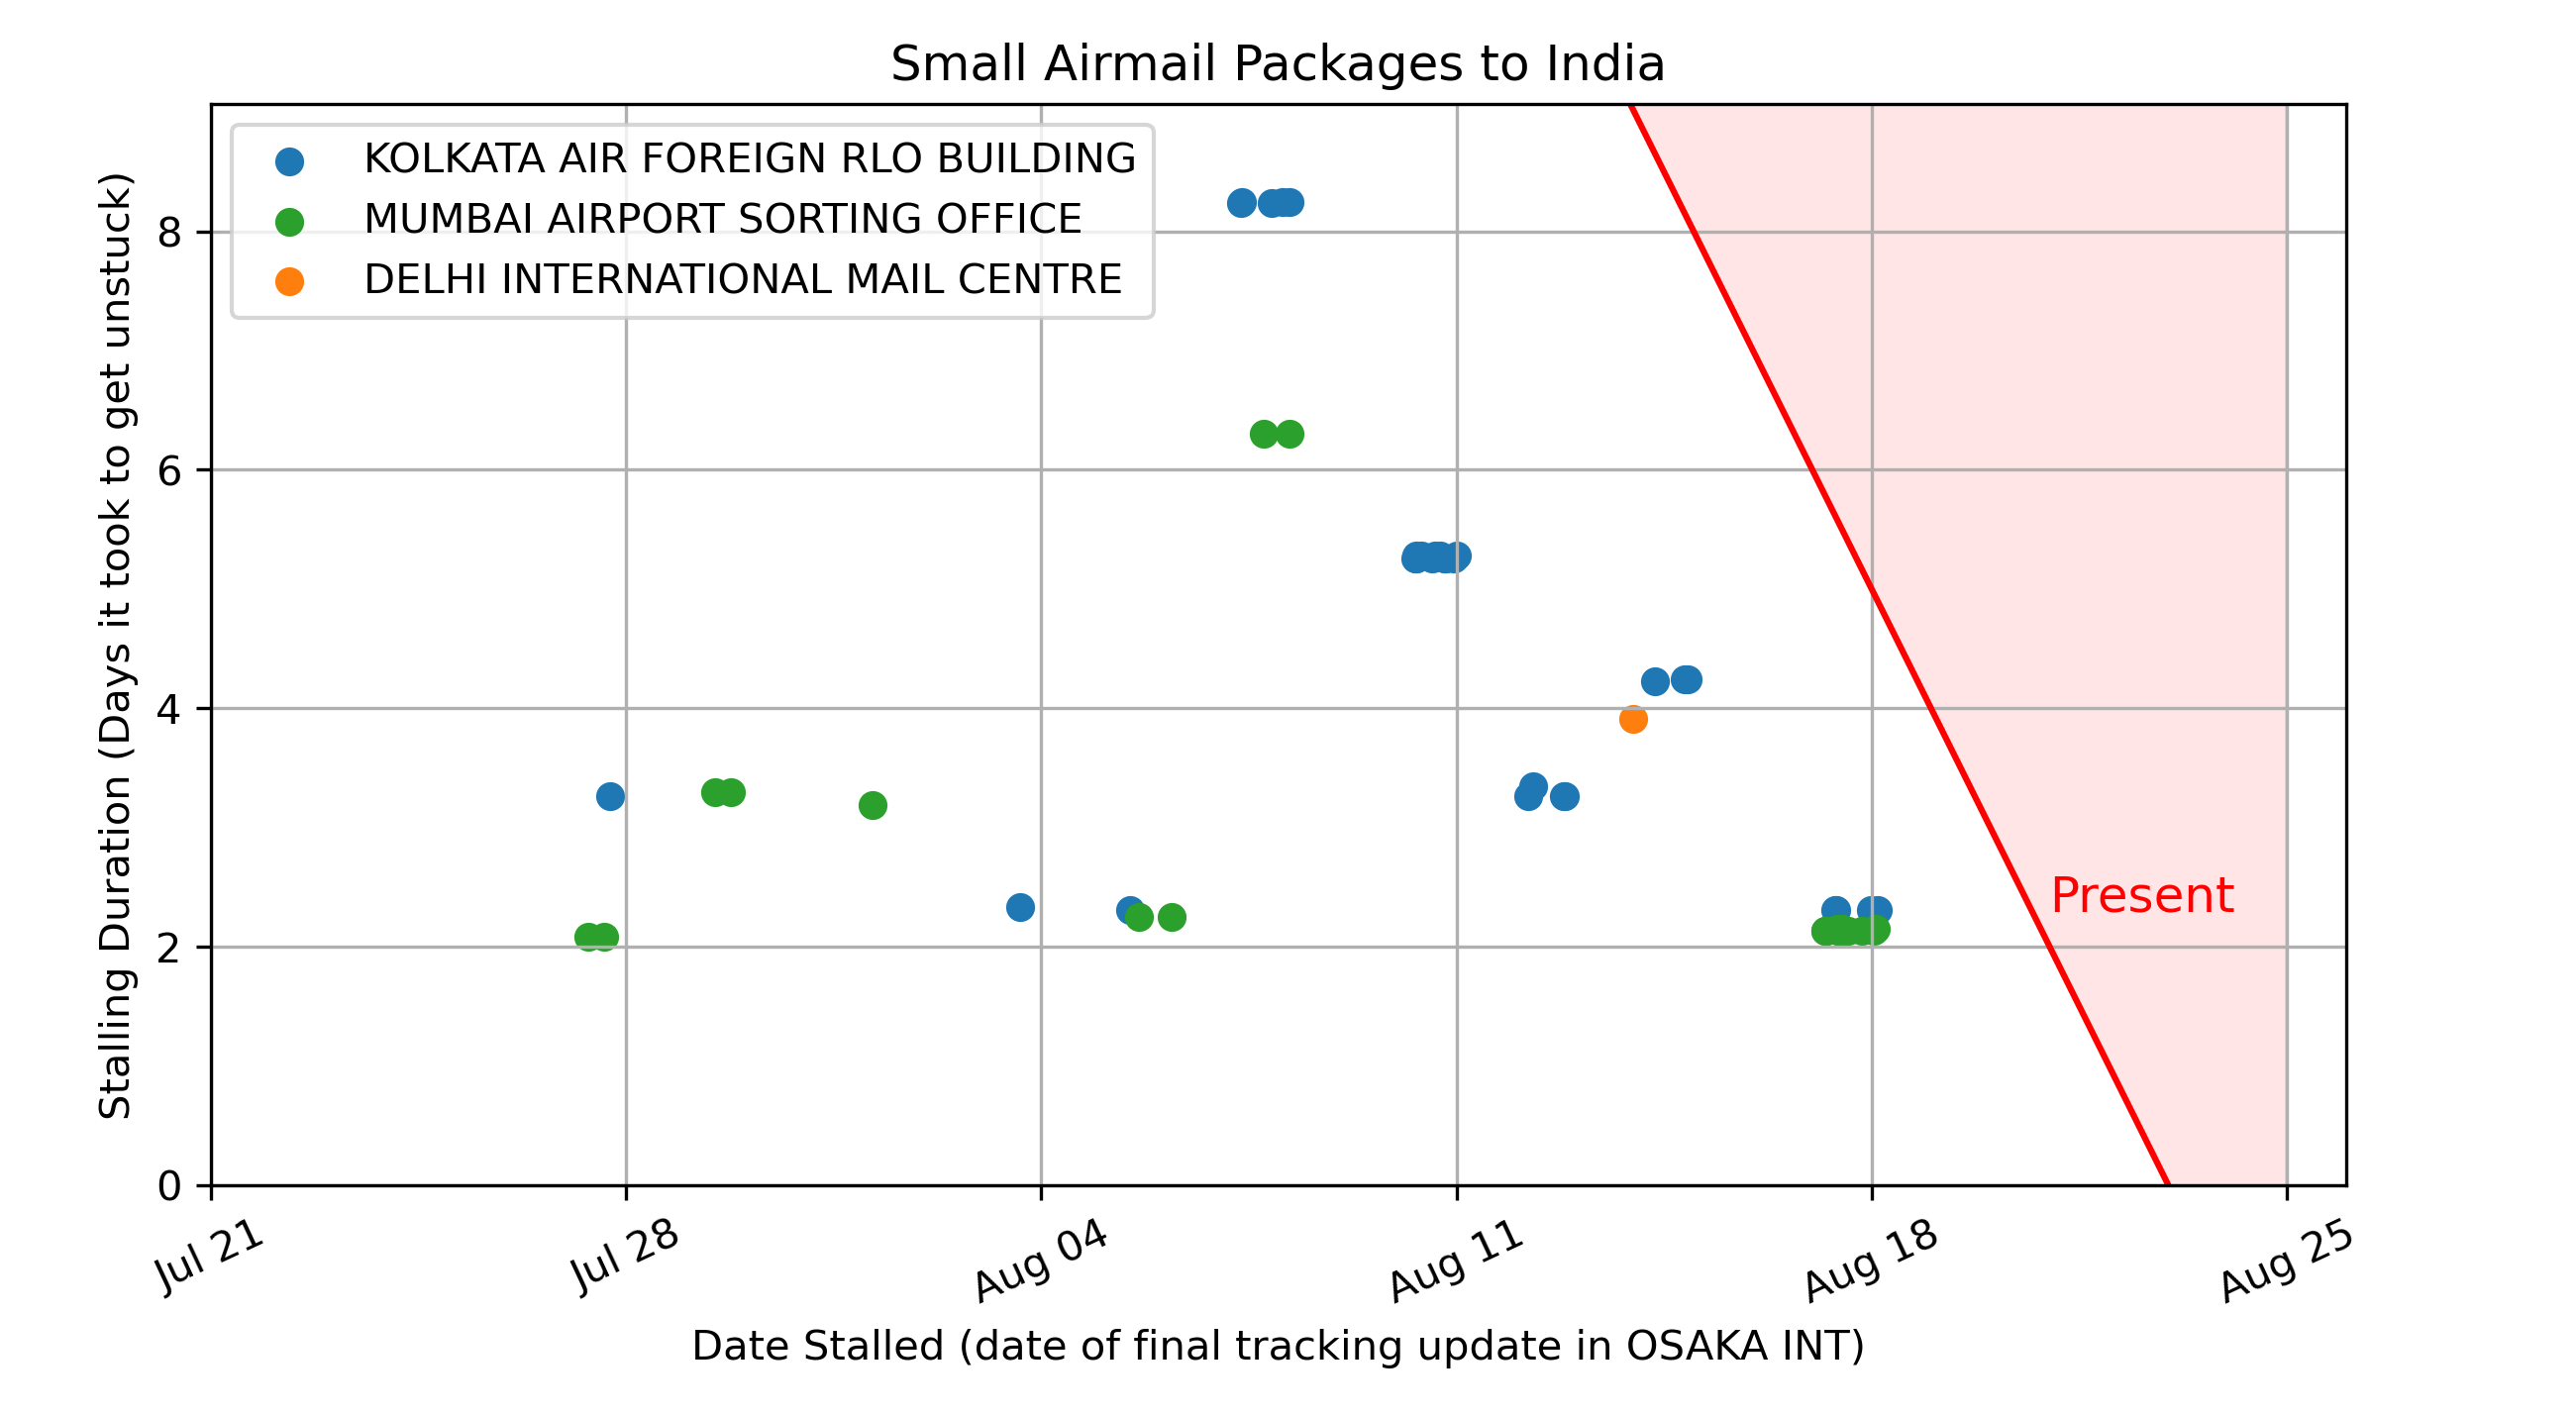 Small Airmail Packages to India
KOLKATA AIR FOREIGN RLO BUILDING
MUMBAI AIRPORT SORTING OFFICE
DELHI INTERNATIONAL MAIL CENTRE
Stalling Duration (Days it took to get unstuck)
8
6
4
2
0
Present
Jul 21
Jul 28
Aug 04
Aug 11
Aug 18
Aug 25
Date Stalled (date of final tracking update in OSAKA INT)